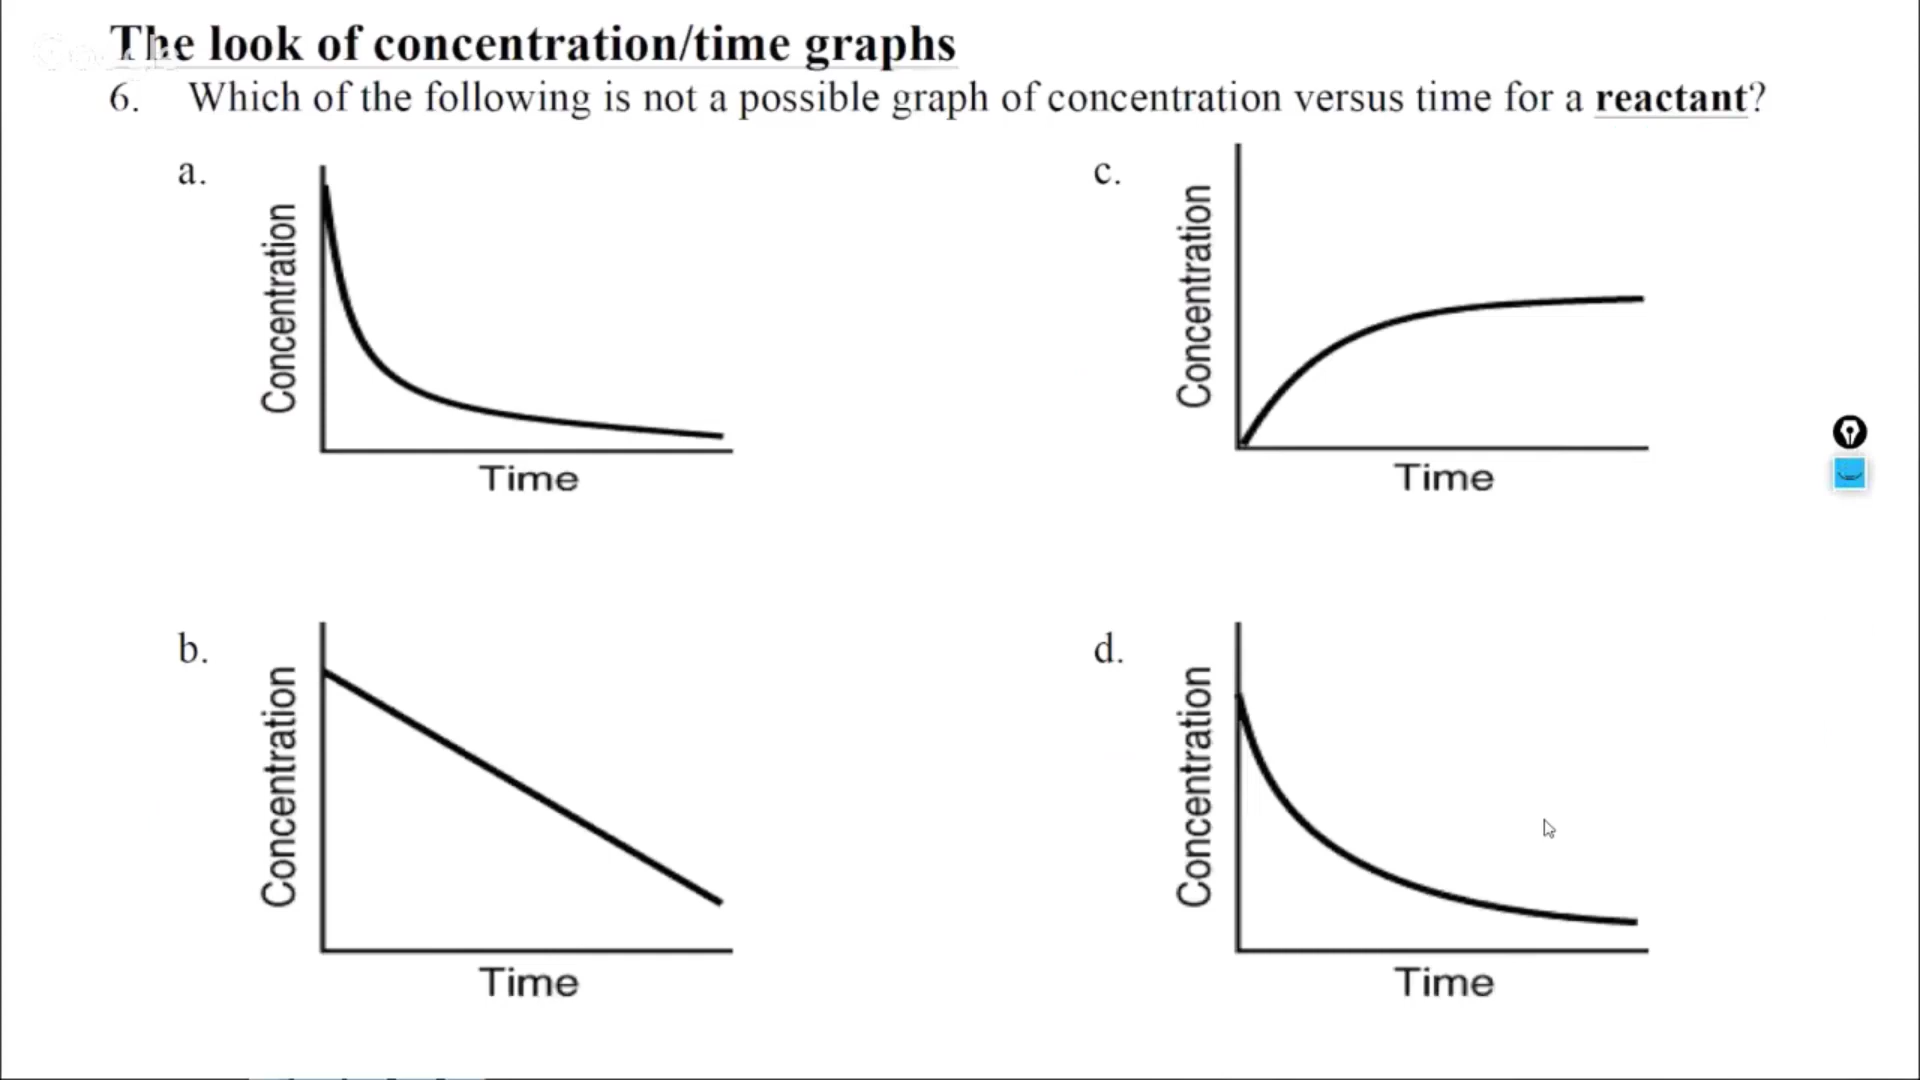 The look of concentration/time graphs
6. Which of the following is not a possible graph of concentration versus time for a reactant?
a.
Concentration
Time
c.
Concentration
Time
b.
Concentration
Time
d.
Concentration
Time